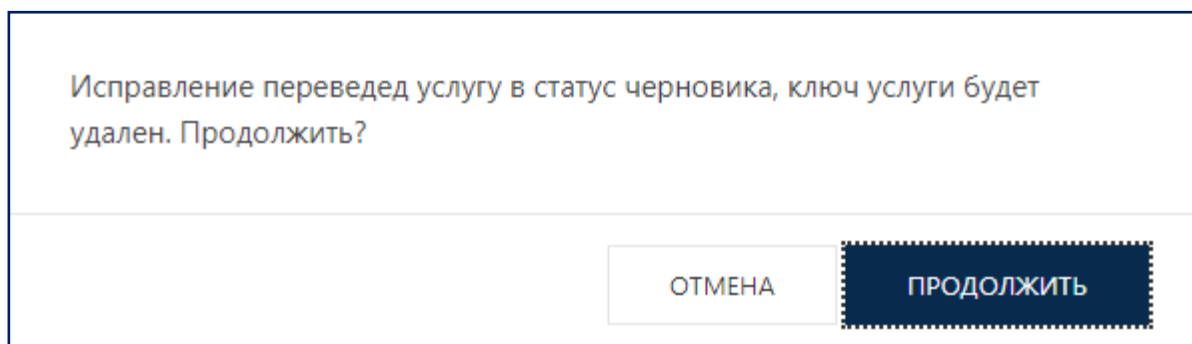 Исправление переведед услугу в статус черновика, ключ услуги будет
удален. Продолжить?
ОТМЕНА ПРОДОЛЖИТЬ